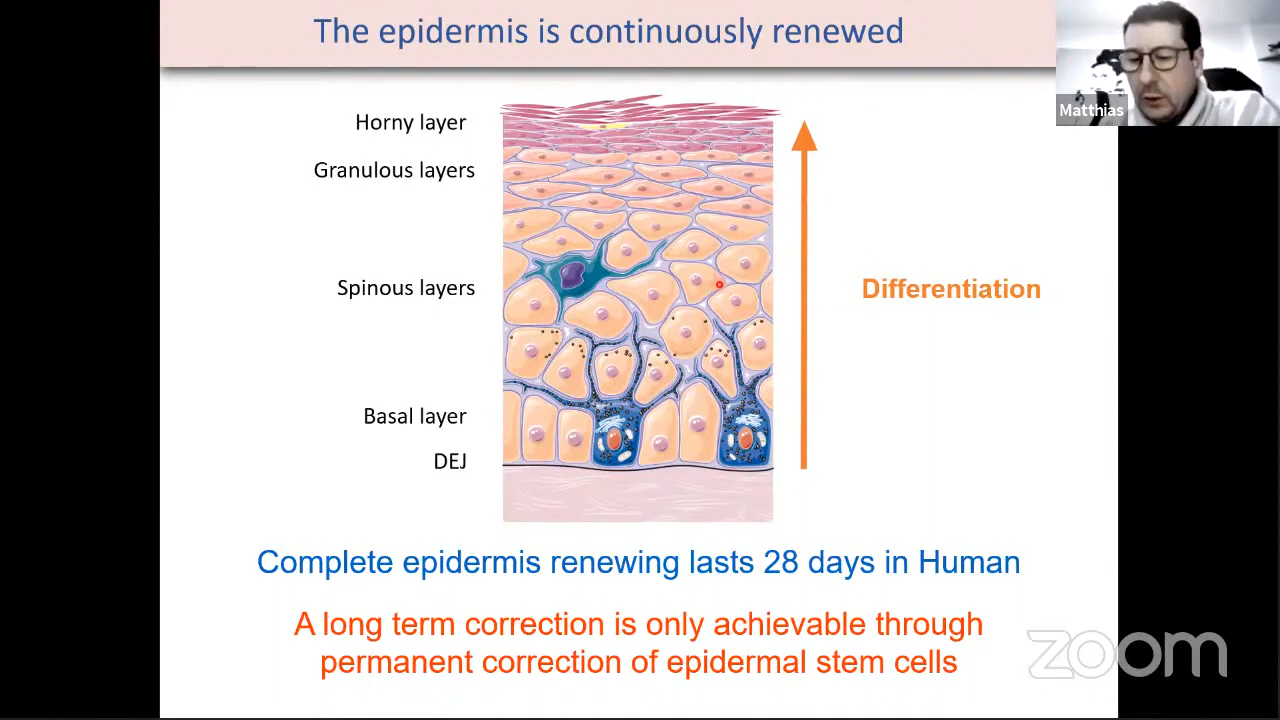 The epidermis is continuously renewed
Matthias
Horny layer
Granulous layers
Spinous layers
Differentiation
Basal layer
DEJ
Complete epidermis renewing lasts 28 days in Human
A long term correction is only achievable through
permanent correction of epidermal stem cells
zoom